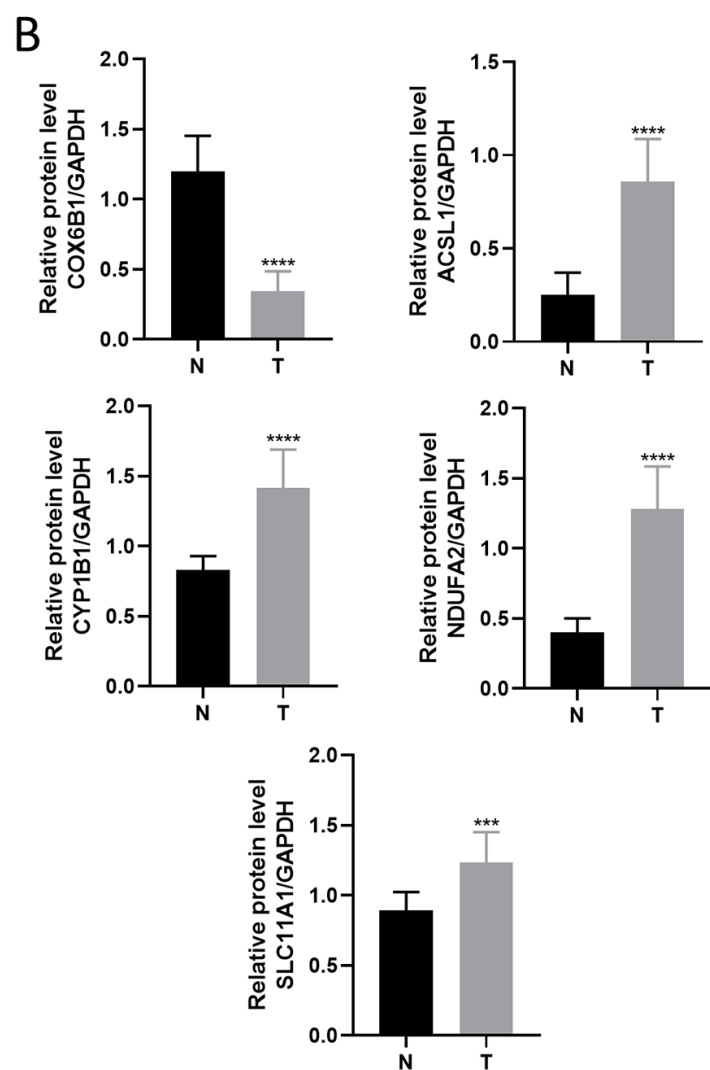 B
Relative protein level
COX6B1/GAPDH
2.0
1.5
1.0
0.5
0.0
****
N
T
Relative protein level
ACSL1/GAPDH
1.5
1.0
0.5
0.0
****
N
T
Relative protein level
CYP1B1/GAPDH
2.0
1.5
1.0
0.5
0.0
****
N
T
Relative protein level
NDUFA2/GAPDH
2.0
1.5
1.0
0.5
0.0
****
N
T
Relative protein level
SLC11A1/GAPDH
2.0
1.5
1.0
0.5
0.0
***
N
T